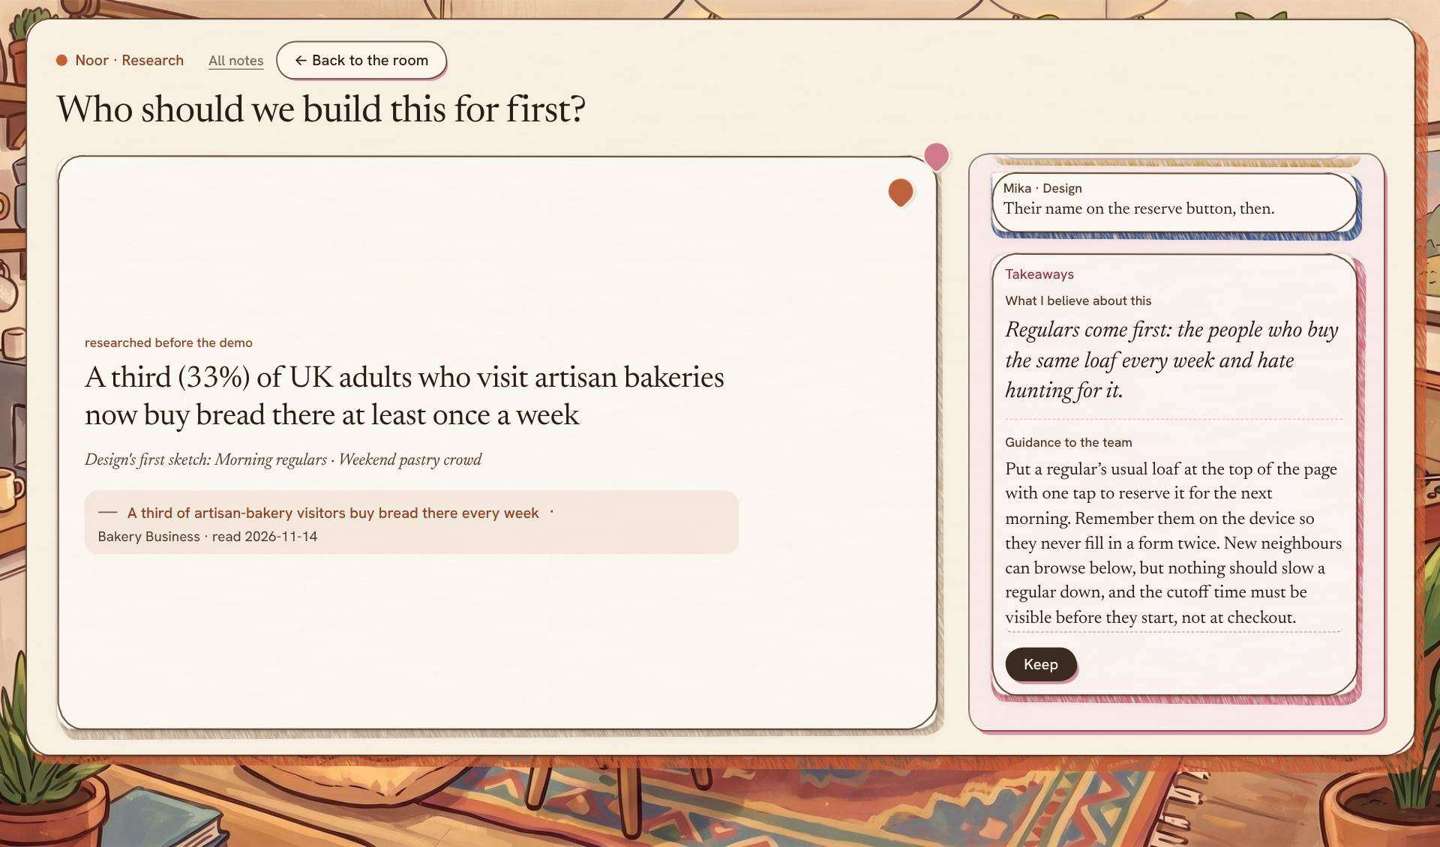 Noor · Research
All notes
← Back to the room
Who should we build this for first?
researched before the demo
A third (33%) of UK adults who visit artisan bakeries
now buy bread there at least once a week
Design's first sketch: Morning regulars · Weekend pastry crowd
— A third of artisan-bakery visitors buy bread there every week ·
Bakery Business · read 2026-11-14
Mika · Design
Their name on the reserve button, then.
Takeaways
What I believe about this
Regulars come first: the people who buy
the same loaf every week and hate
hunting for it.
Guidance to the team
Put a regular’s usual loaf at the top of the page
with one tap to reserve it for the next
morning. Remember them on the device so
they never fill in a form twice. New neighbours
can browse below, but nothing should slow a
regular down, and the cutoff time must be
visible before they start, not at checkout.
Keep